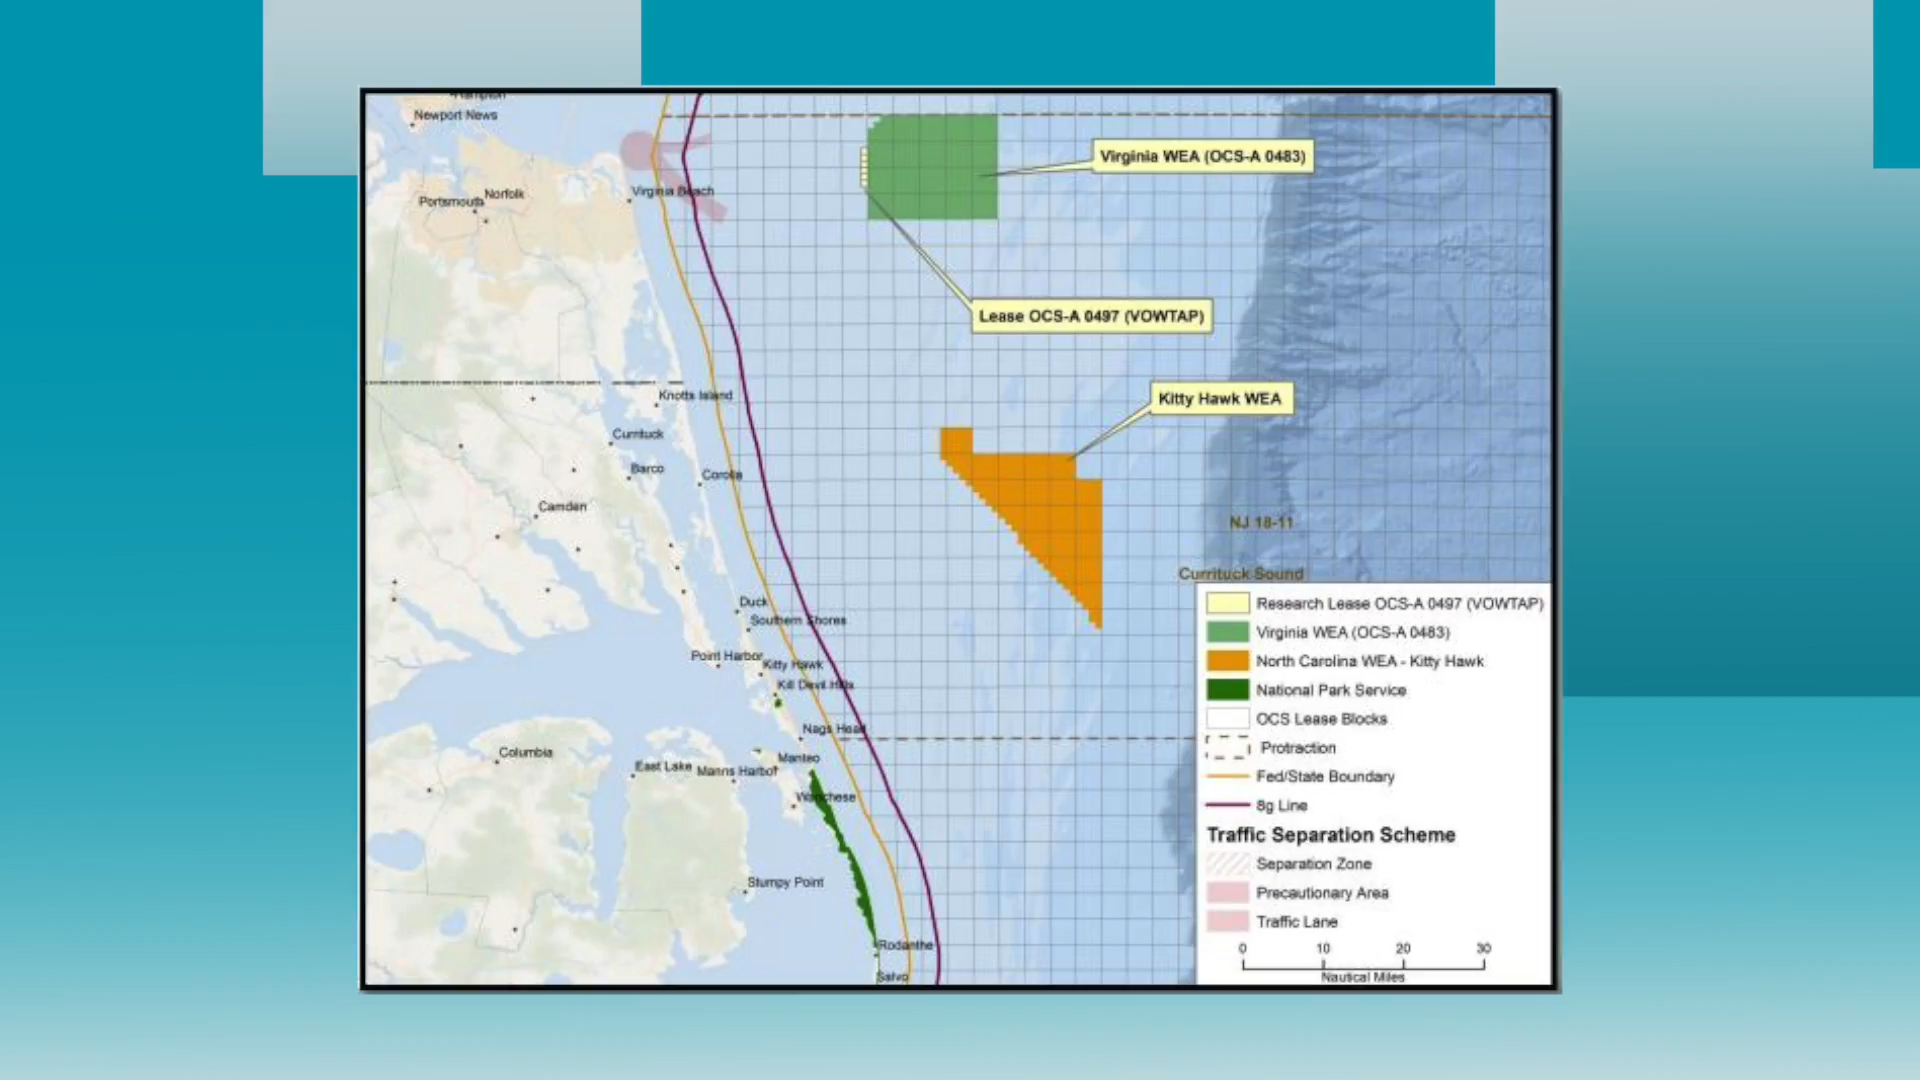 Hampton
Newport News
Virginia WEA (OCS-A 0483)
Virginia Beach
Norfolk
Portsmouth
Lease OCS-A 0497 (VOWTAP)
Knotts Island
Kitty Hawk WEA
Currituck
Barco
Corolla
Camden
NJ 18-11
Currituck Sound
Duck
Southern Shores
Point Harbor
Kitty Hawk
Kill Devil Hills
Nags Head
Columbia
East Lake
Manns Harbor
Manteo
Wanchese
Stumpy Point
Rodanthe
Salvo
Research Lease OCS-A 0497 (VOWTAP)
Virginia WEA (OCS-A 0483)
North Carolina WEA - Kitty Hawk
National Park Service
OCS Lease Blocks
Protraction
Fed/State Boundary
8g Line
Traffic Separation Scheme
Separation Zone
Precautionary Area
Traffic Lane
0 10 20 30
Nautical Miles